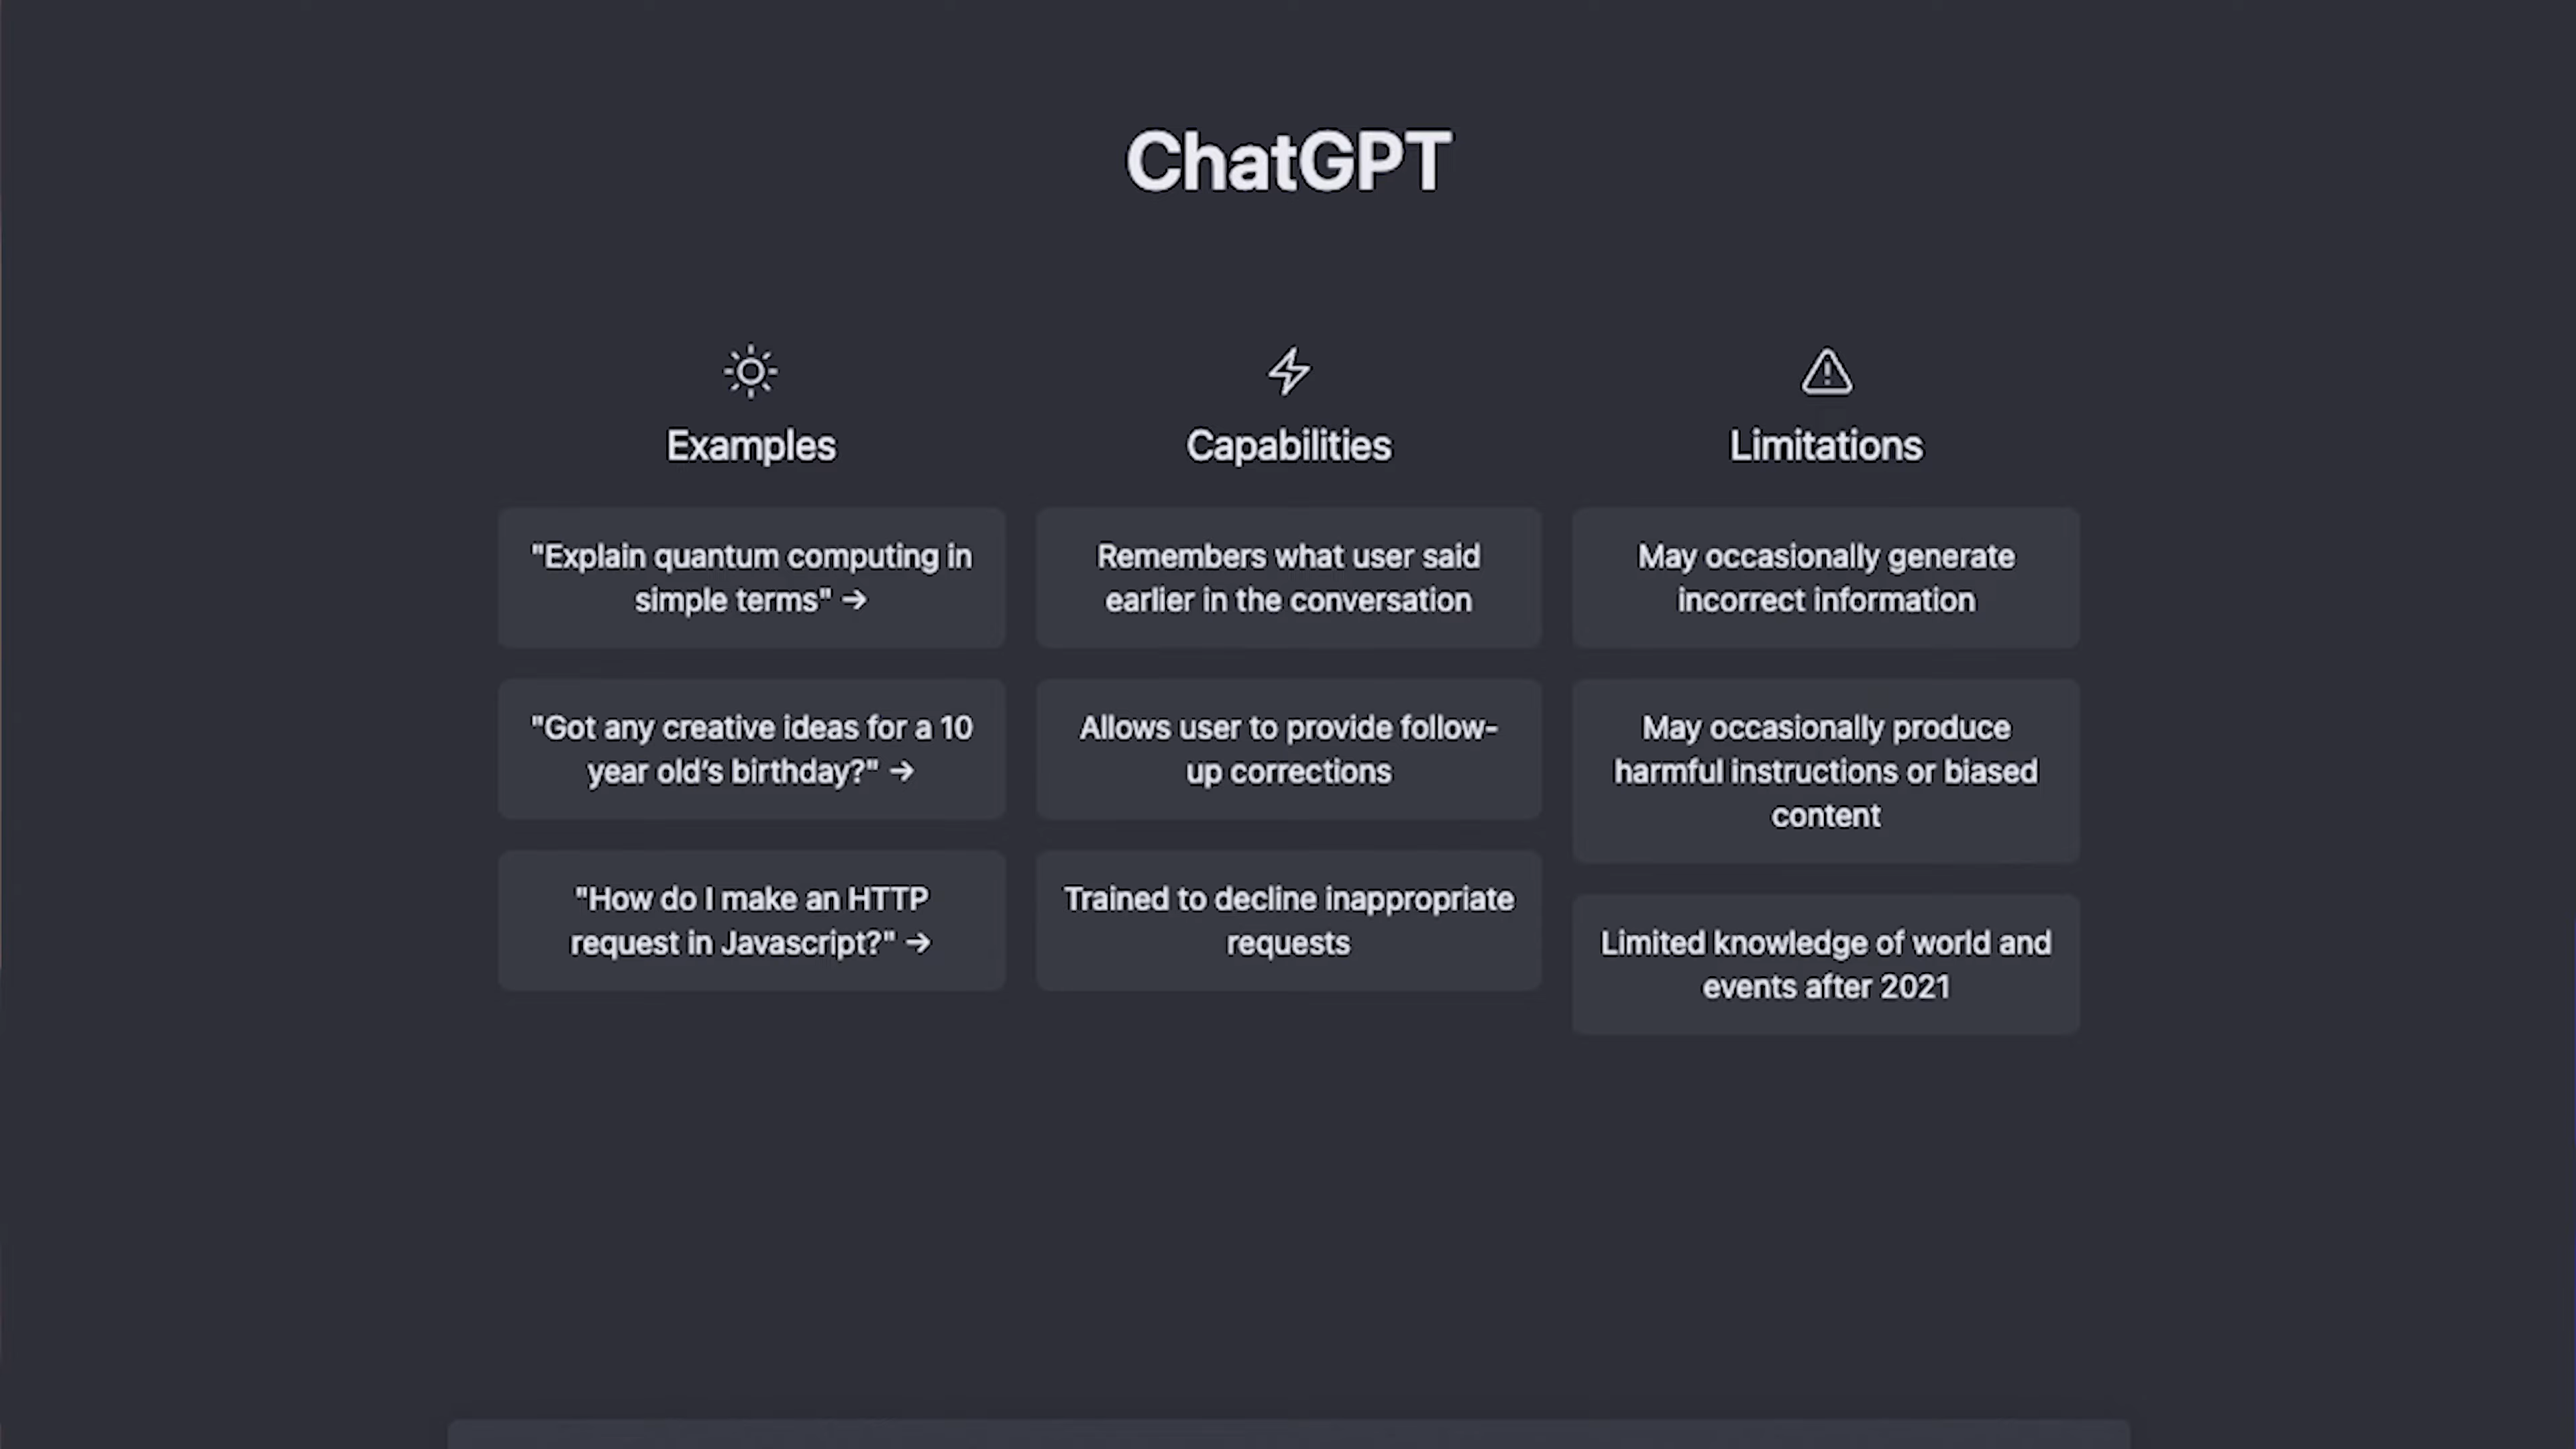 ChatGPT
Examples
"Explain quantum computing in
simple terms" →
"Got any creative ideas for a 10
year old’s birthday?" →
"How do I make an HTTP
request in Javascript?" →
Capabilities
Remembers what user said
earlier in the conversation
Allows user to provide follow-
up corrections
Trained to decline inappropriate
requests
Limitations
May occasionally generate
incorrect information
May occasionally produce
harmful instructions or biased
content
Limited knowledge of world and
events after 2021